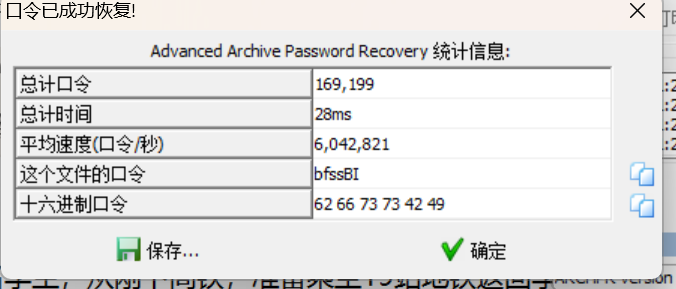 口令已成功恢复!
Advanced Archive Password Recovery 统计信息:
总计口令 169,199
总计时间 28ms
平均速度(口令/秒) 6,042,821
这个文件的口令 bfssBI
十六进制口令 62 66 73 73 42 49
保存... 确定
ARCHPR version